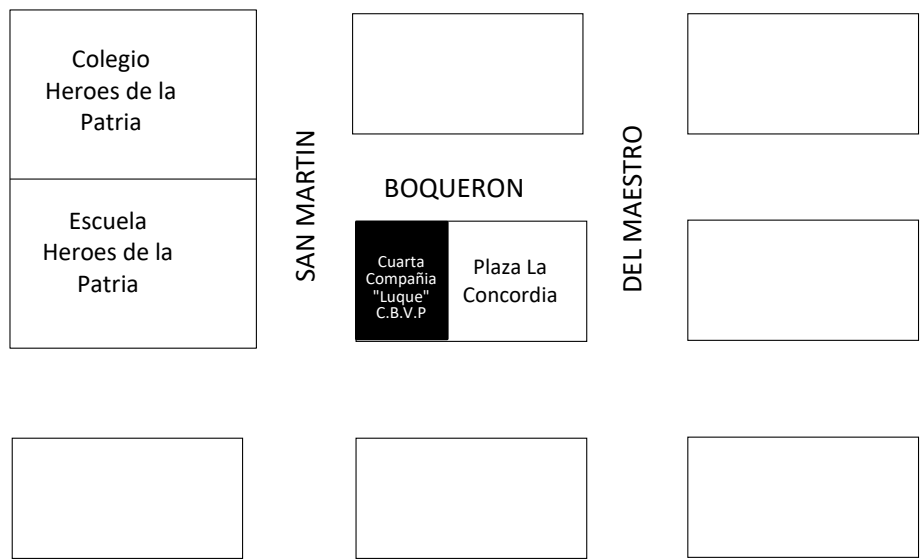 Colegio
Heroes de la
Patria
SAN MARTIN
BOQUERON
DEL MAESTRO
Escuela
Heroes de la
Patria
Cuarta
Compañia
"Luque"
C.B.V.P
Plaza La
Concordia